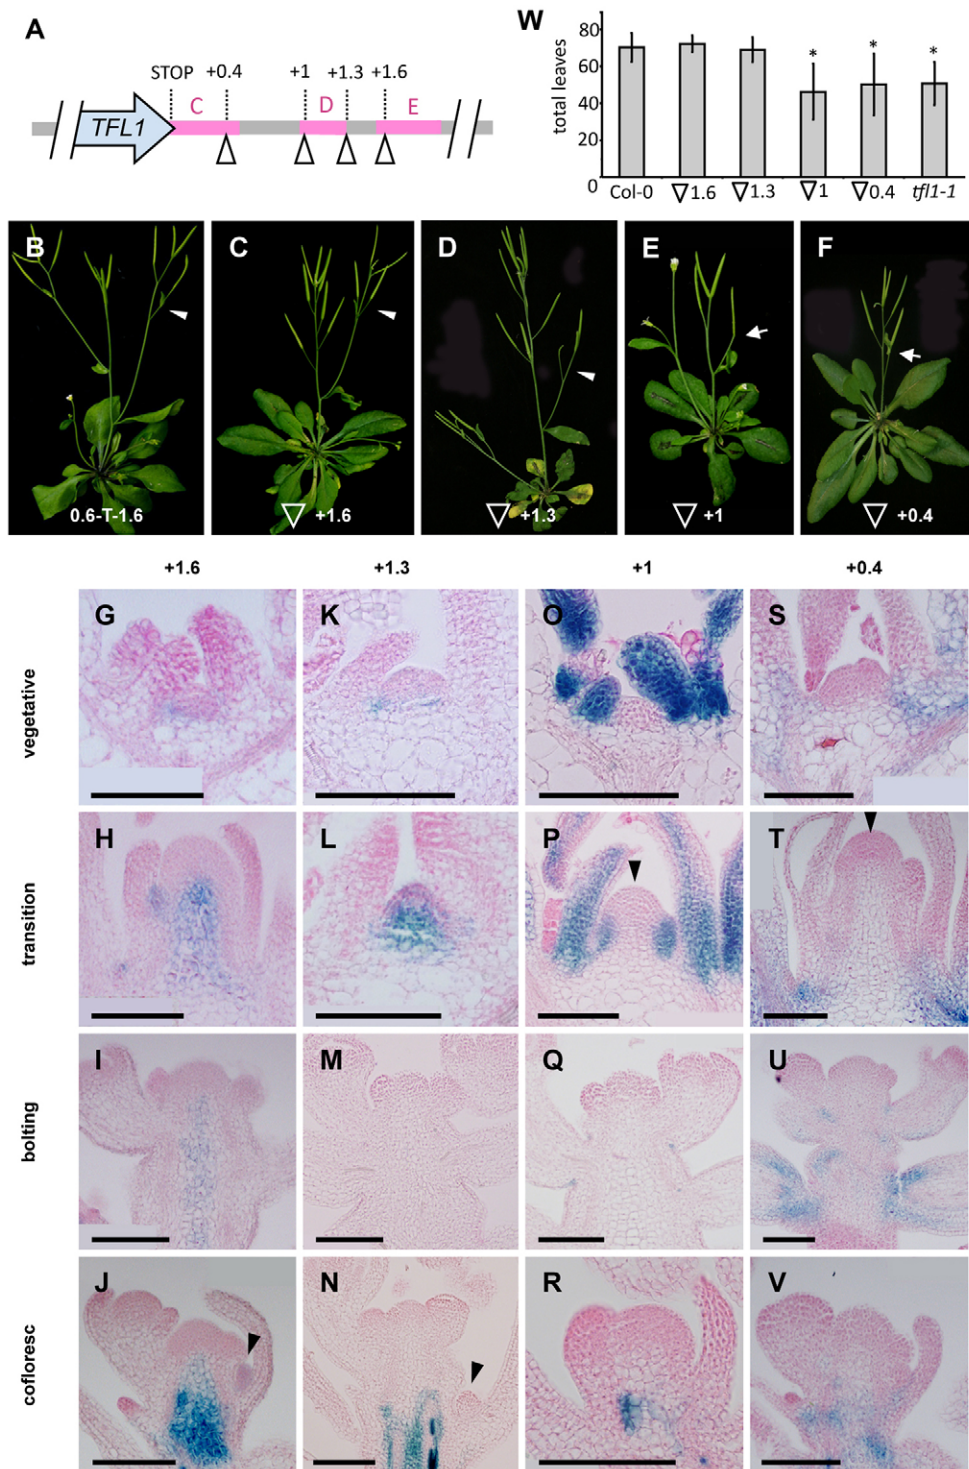 A
STOP +0.4 +1 +1.3 +1.6
C D E
TFL1
W
total leaves
80
60
40
20
0
Col-0 ▽1.6 ▽1.3 ▽1 ▽0.4 tfl1-1
* * *
B C D E F
0.6-T-1.6 ▽ +1.6 ▽ +1.3 ▽ +1 ▽ +0.4
+1.6 +1.3 +1 +0.4
vegetative
G K O S
transition
H L P T
bolting
I M Q U
cofloresc
J N R V